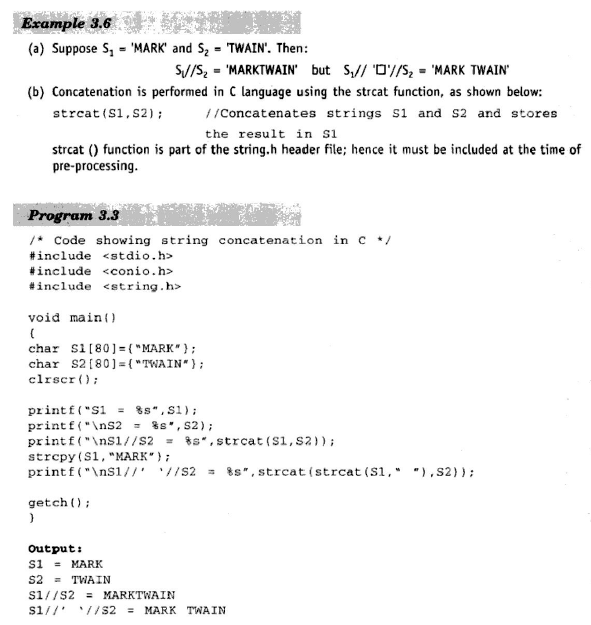 Example 3.6
(a) Suppose S₁ = 'MARK' and S₂ = 'TWAIN'. Then:
S₁//S₂ = 'MARKTWAIN' but S₁// '□'//S₂ = 'MARK TWAIN'
(b) Concatenation is performed in C language using the strcat function, as shown below:
strcat(S1,S2); //Concatenates strings S1 and S2 and stores
the result in S1
strcat () function is part of the string.h header file; hence it must be included at the time of
pre-processing.
Program 3.3
/* Code showing string concatenation in C */
#include <stdio.h>
#include <conio.h>
#include <string.h>
void main()
{
char S1[80]={"MARK"};
char S2[80]={"TWAIN"};
clrscr();
printf("S1 = %s",S1);
printf("\nS2 = %s",S2);
printf("\nS1//S2 = %s",strcat(S1,S2));
strcpy(S1,"MARK");
printf("\nS1//' '//S2 = %s",strcat(strcat(S1," "),S2));
getch();
}
Output:
S1 = MARK
S2 = TWAIN
S1//S2 = MARKTWAIN
S1//' '//S2 = MARK TWAIN